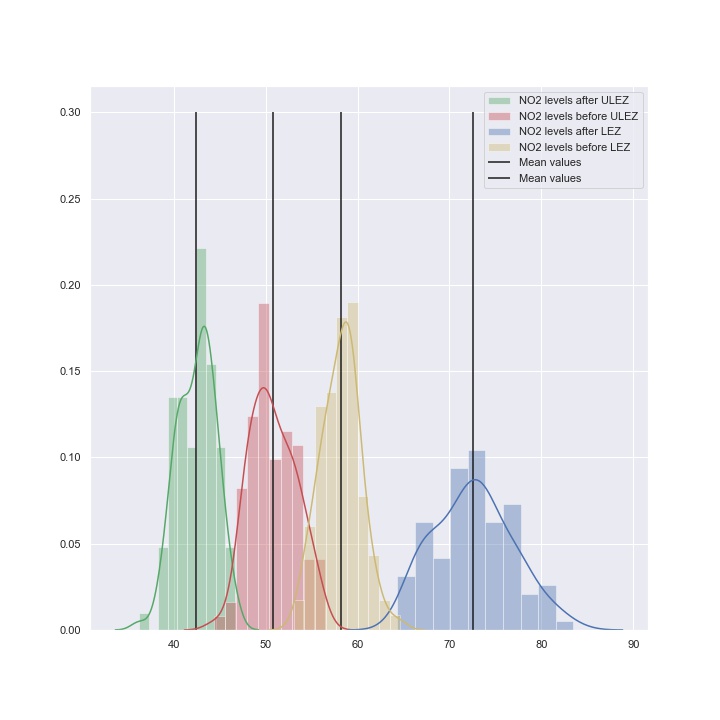 NO2 levels after ULEZ
NO2 levels before ULEZ
NO2 levels after LEZ
NO2 levels before LEZ
Mean values
Mean values
0.30
0.25
0.20
0.15
0.10
0.05
0.00
40 50 60 70 80 90